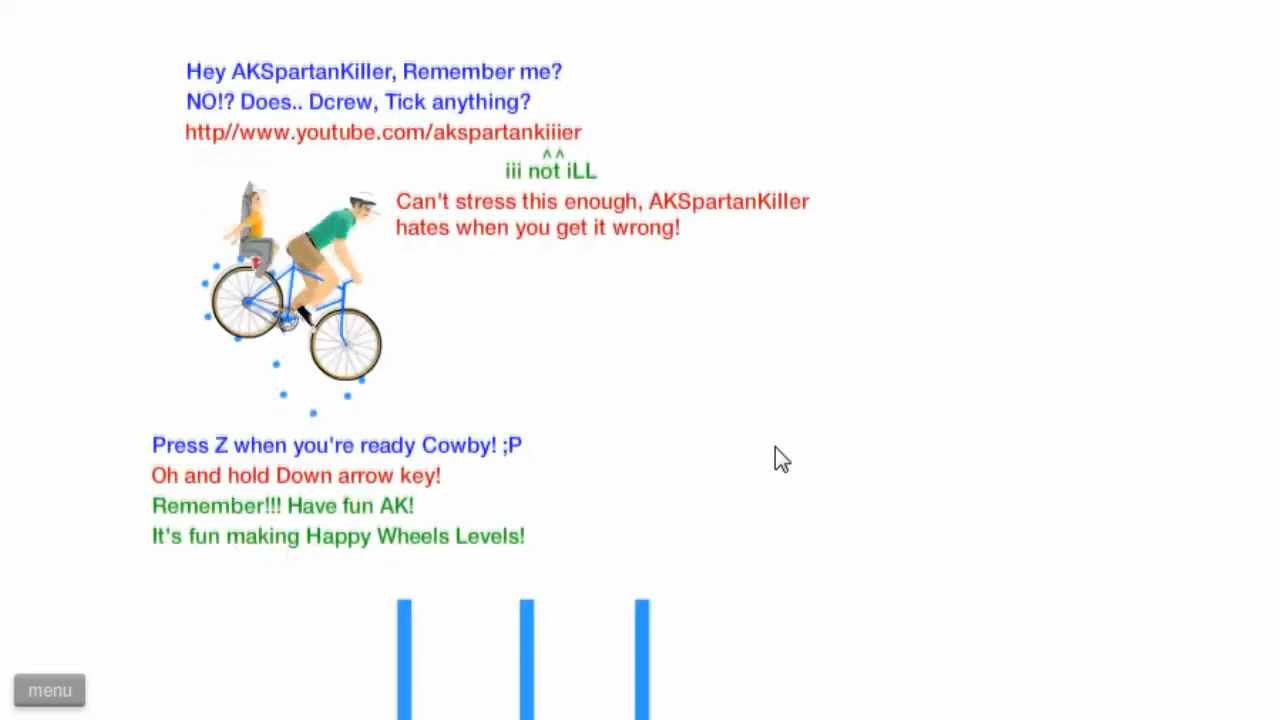 Hey AKSpartanKiller, Remember me?
NO!? Does.. Dcrew, Tick anything?
http//www.youtube.com/akspartankiiier
^^
iii not iLL
Can't stress this enough, AKSpartanKiller
hates when you get it wrong!
Press Z when you're ready Cowby! ;P
Oh and hold Down arrow key!
Remember!!! Have fun AK!
It's fun making Happy Wheels Levels!
menu